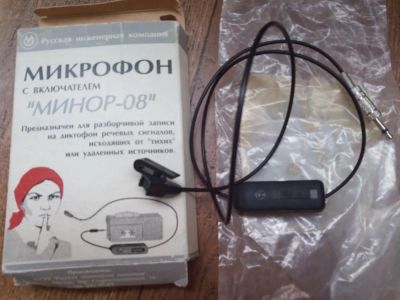 Русская инженерная компания
МИКРОФОН
С ВКЛЮЧАТЕЛЕМ
"МИНОР-08"
Предназначен для разборчивой записи
на диктофон речевых сигналов,
исходящих от "тихих"
или удаленных источников.